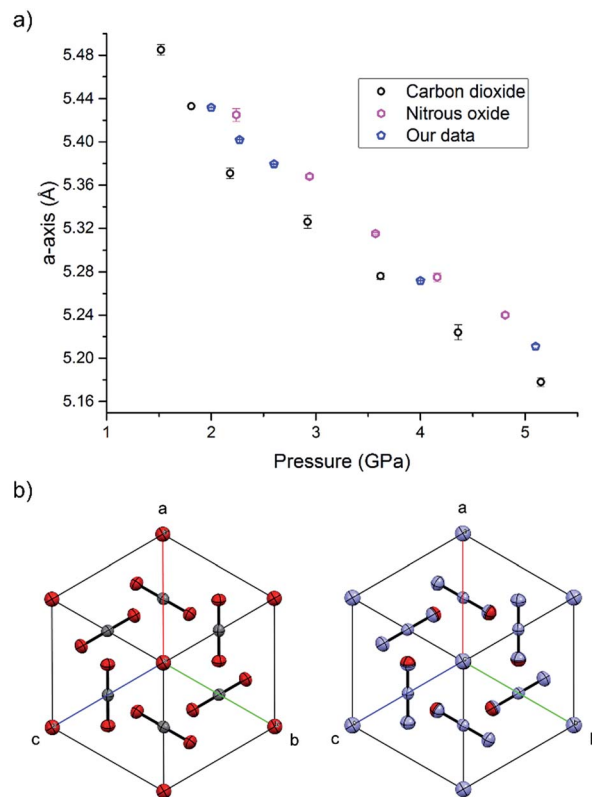 a)
5.48
5.44
5.40
5.36
5.32
5.28
5.24
5.20
5.16
a-axis (Å)
Carbon dioxide
Nitrous oxide
Our data
1 2 3 4 5
Pressure (GPa)
b)
a a
c b c